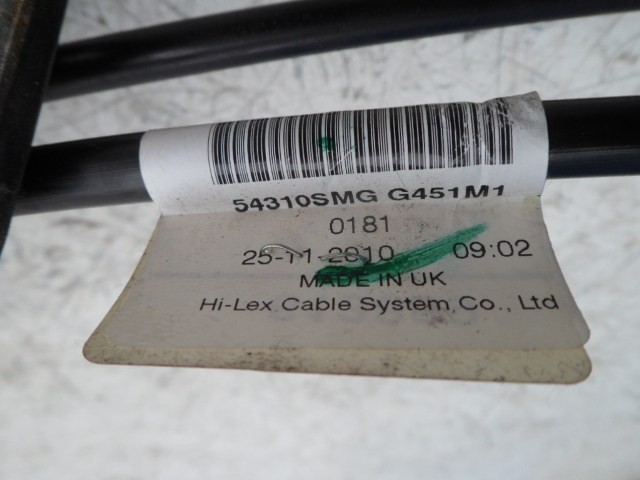 54310SMG G451M1
0181
25-11-2010 09:02
MADE IN UK
Hi-Lex Cable System Co., Ltd